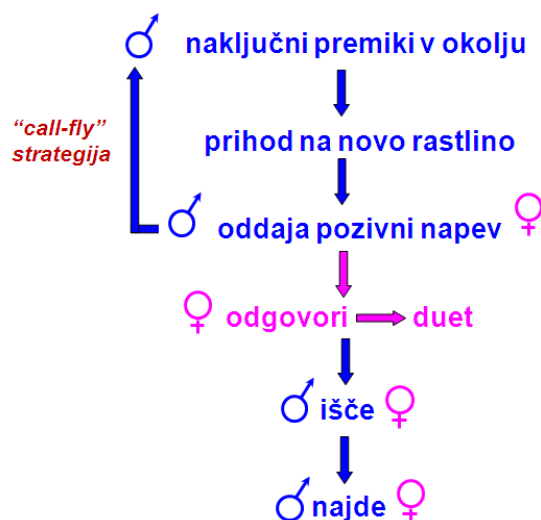 ♂ naključni premiki v okolju
“call-fly”
strategija
prihod na novo rastlino
♂ oddaja pozivni napev ♀
♀ odgovori duet
♂ išče ♀
♂ najde ♀